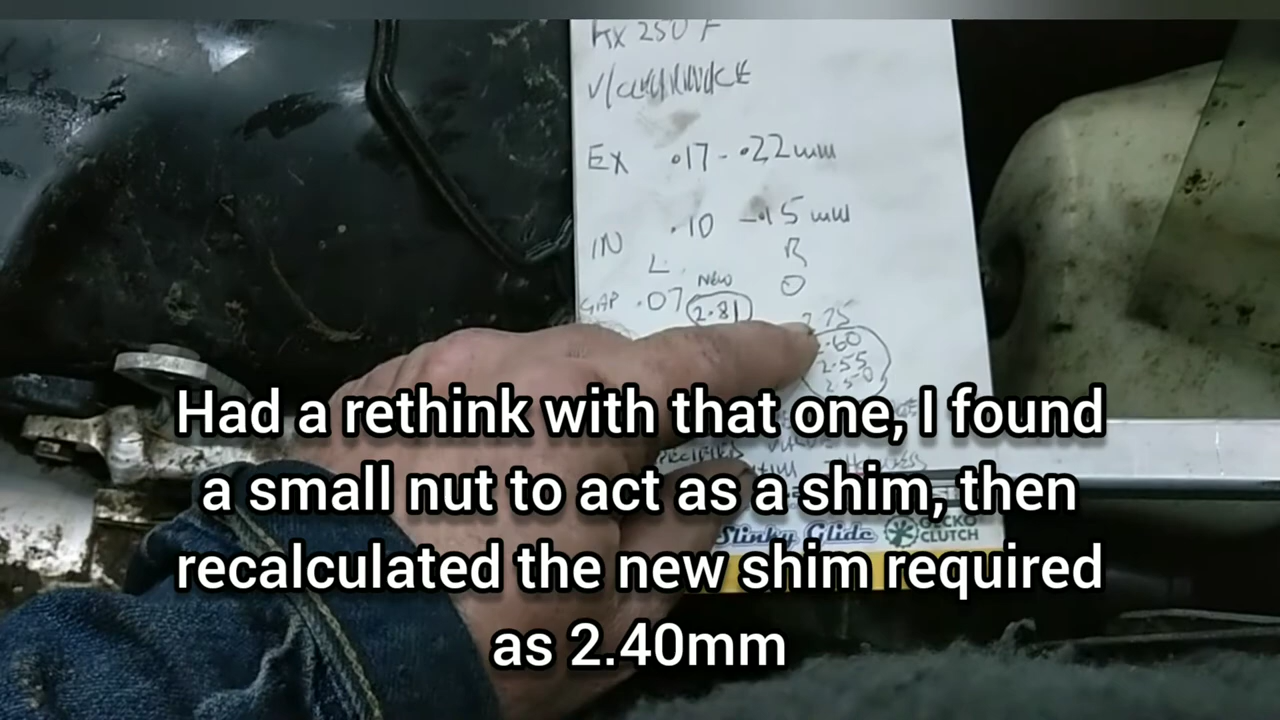 KX 250 F
EX .17 - .22mm
IN .10 - .15 mm
L R
GAP .07 NEW 2.81 O
2.75
2.60
2.55
2.50
Had a rethink with that one, I found
a small nut to act as a shim, then
recalculated the new shim required
as 2.40mm
Slinky Glide GECKO
CLUTCH